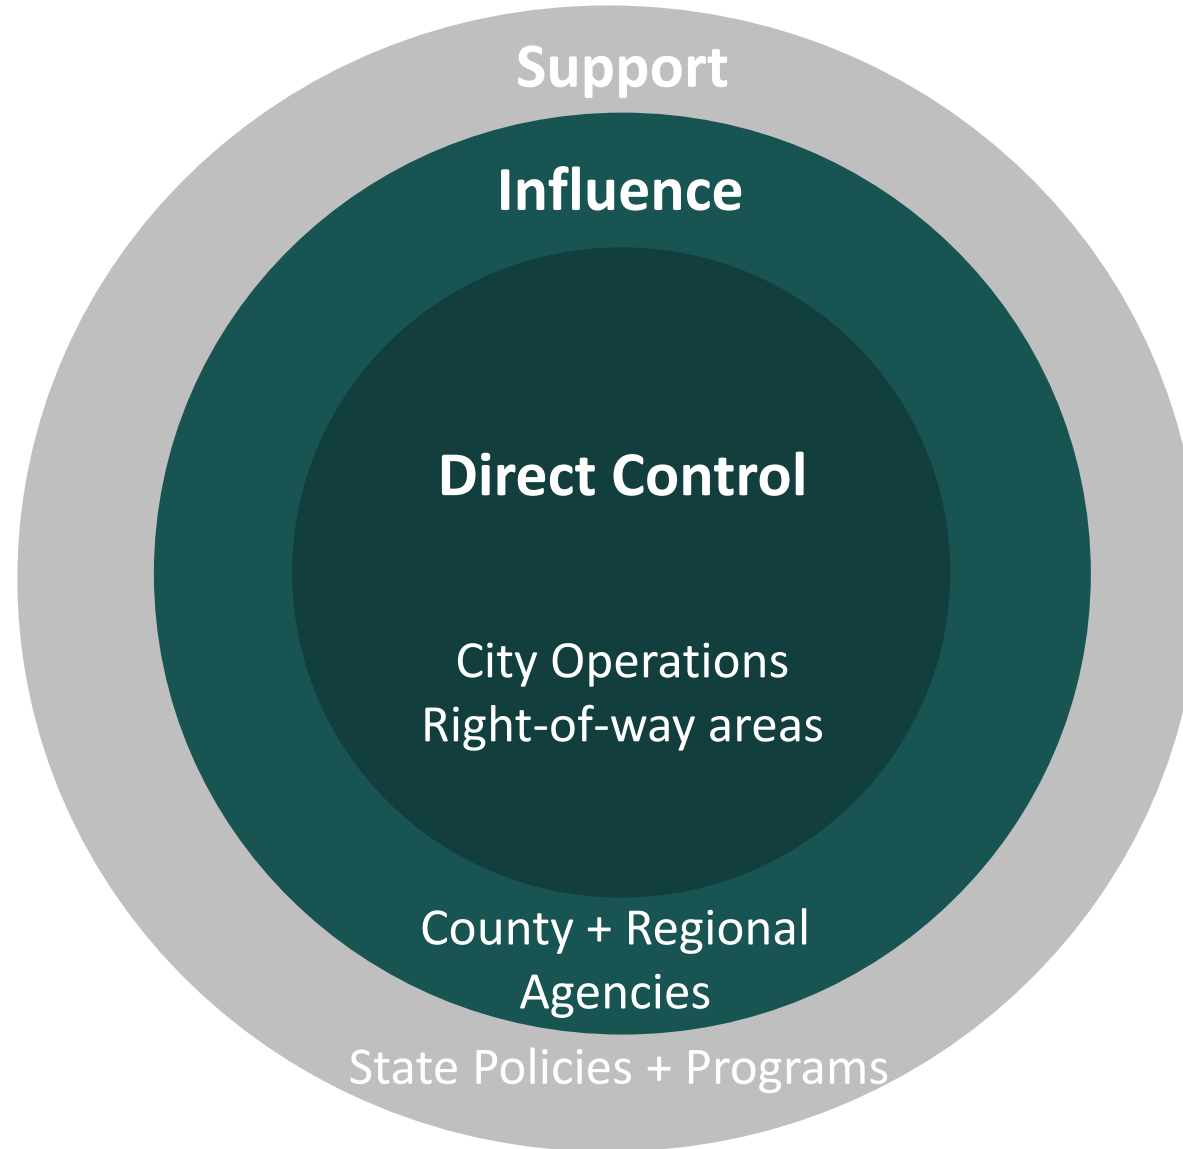 Support
Influence
Direct Control
City Operations
Right-of-way areas
County + Regional
Agencies
State Policies + Programs